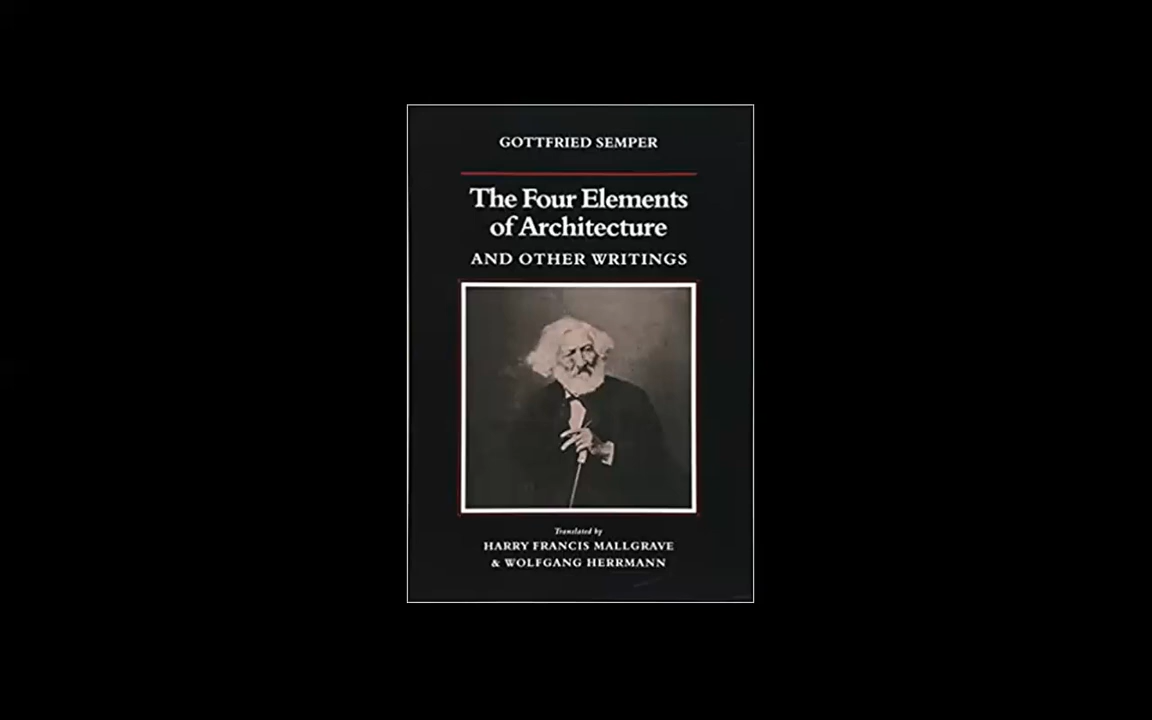 GOTTFRIED SEMPER
The Four Elements
of Architecture
AND OTHER WRITINGS
Translated by
HARRY FRANCIS MALLGRAVE
& WOLFGANG HERRMANN